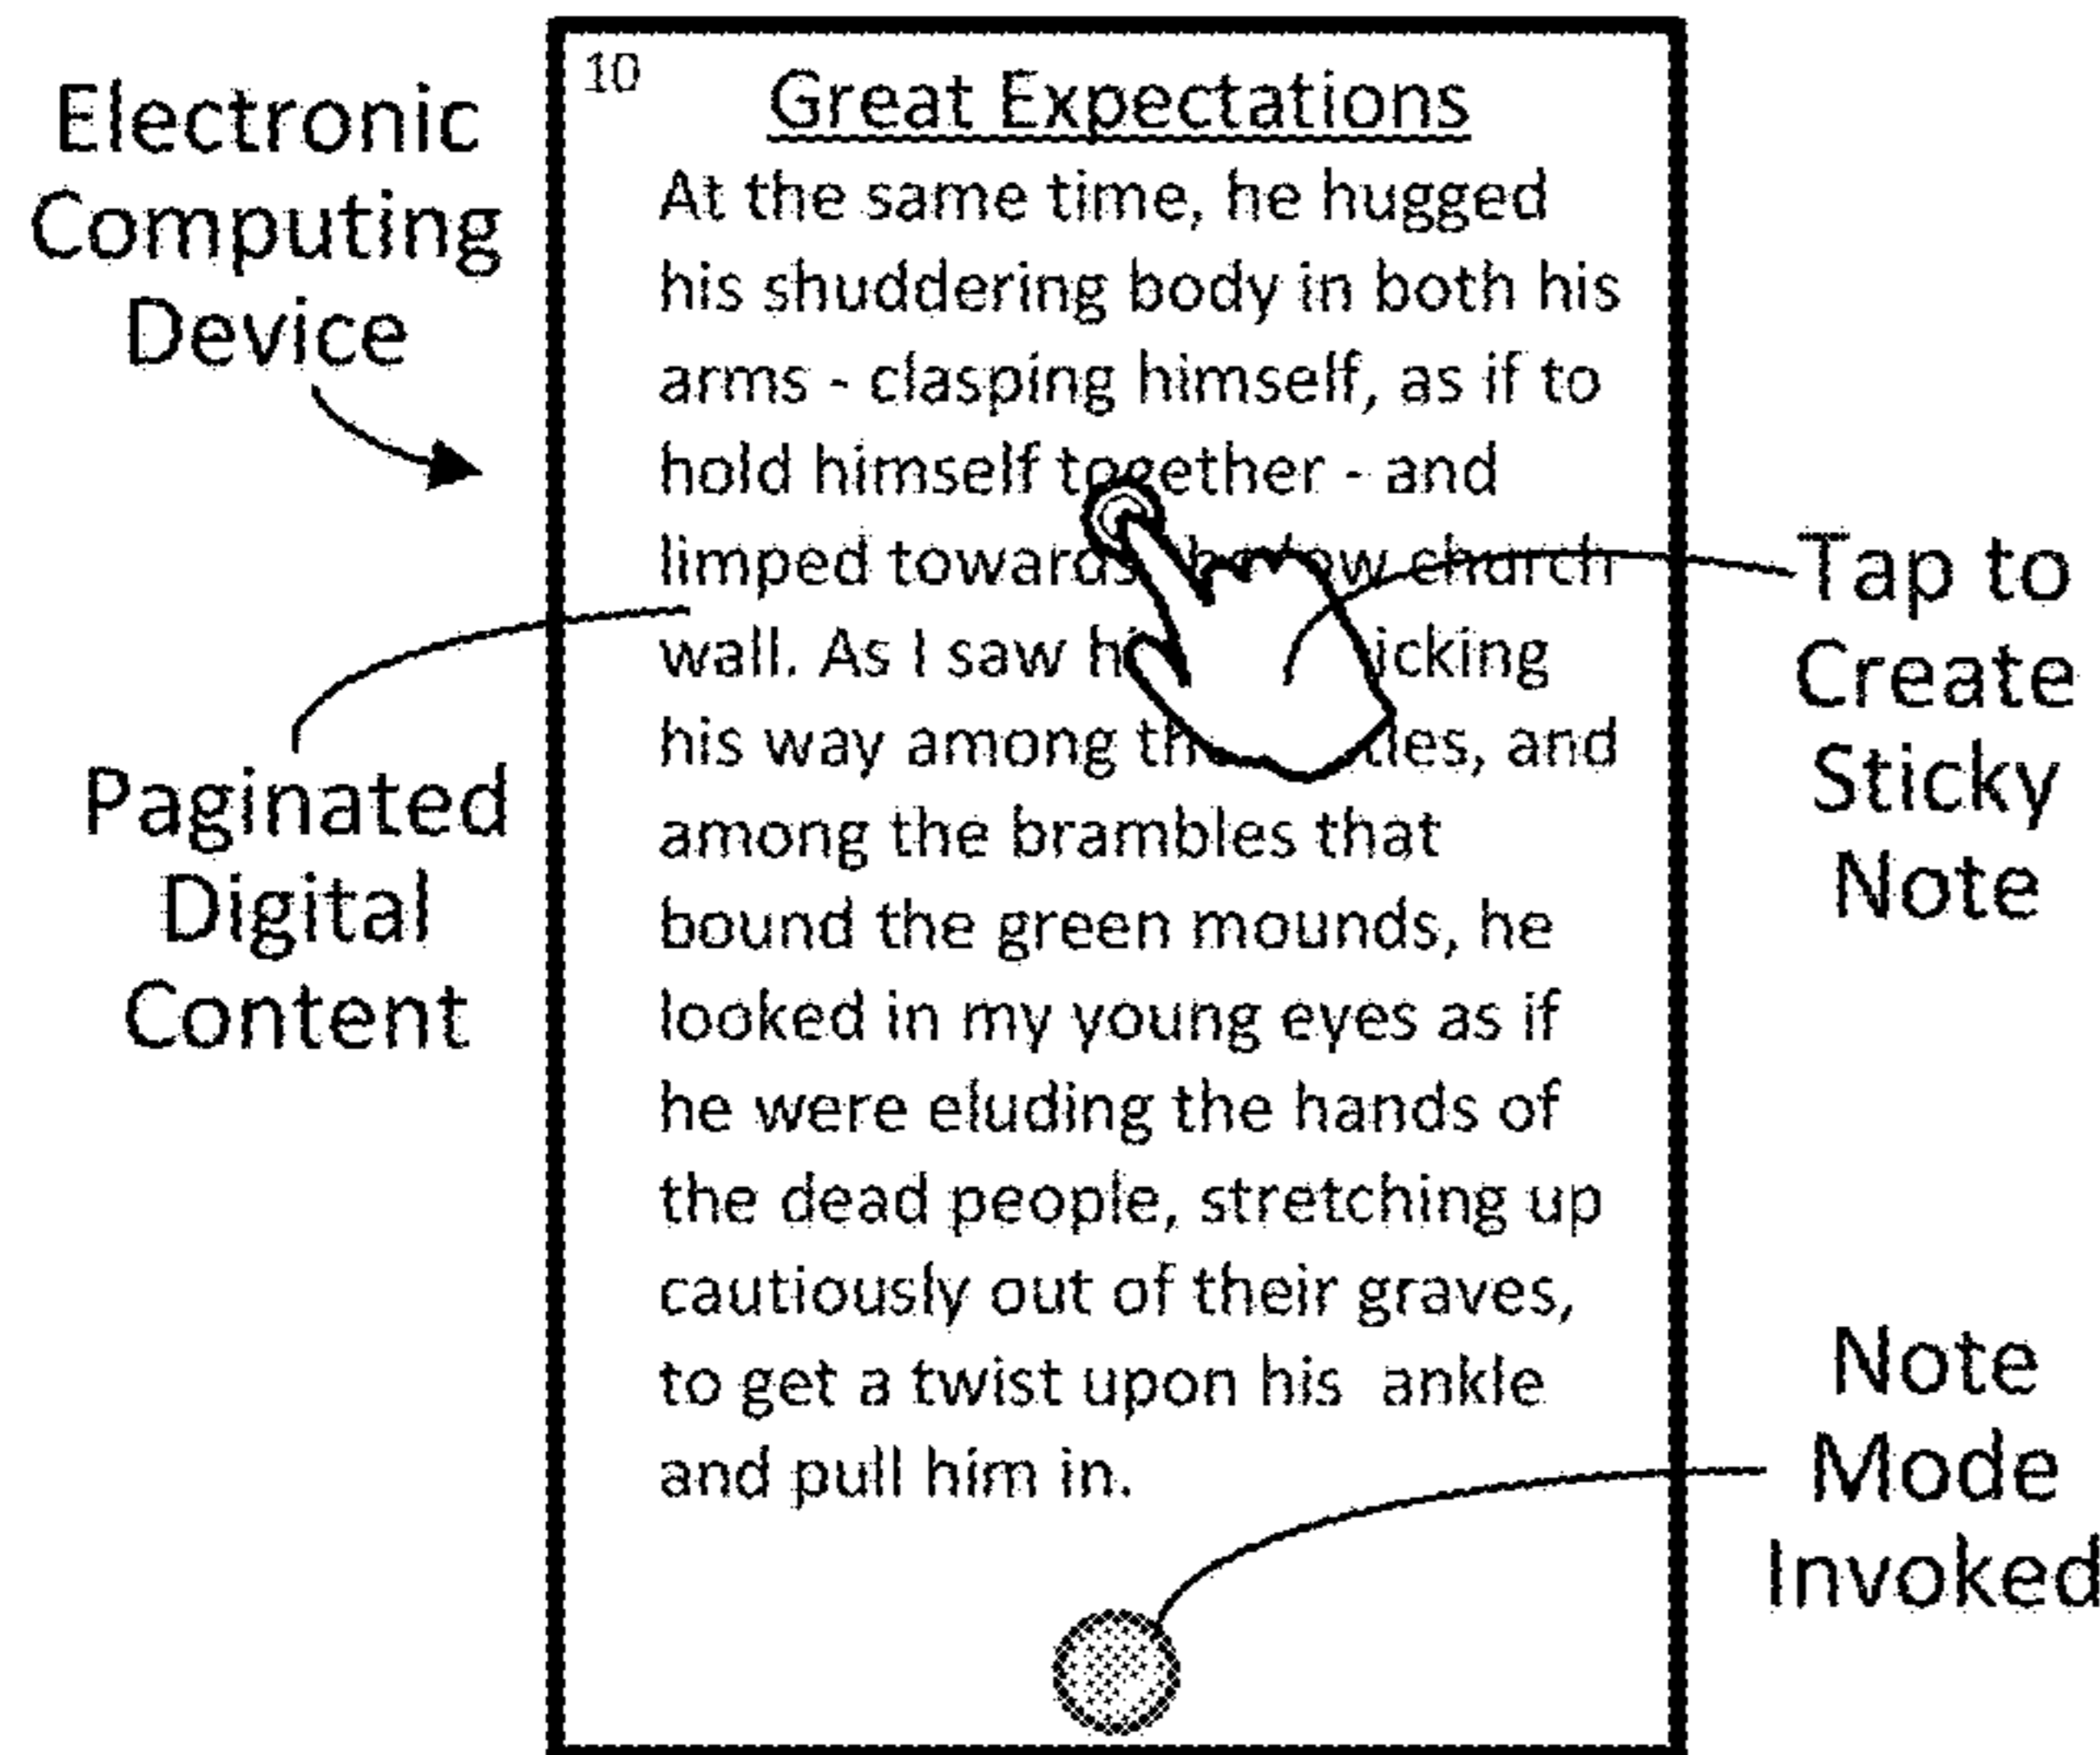 Electronic
Computing
Device
Paginated
Digital
Content
10
Great Expectations
At the same time, he hugged
his shuddering body in both his
arms - clasping himself, as if to
hold himself together - and
limped towards low church
wall. As I saw
his way among and
among the brambles that
bound the green mounds, he
looked in my young eyes as if
he were eluding the hands of
the dead people, stretching up
cautiously out of their graves,
to get a twist upon his ankle
and pull him in.
Tap to
Create
Sticky
Note
Note
Mode
Invoked